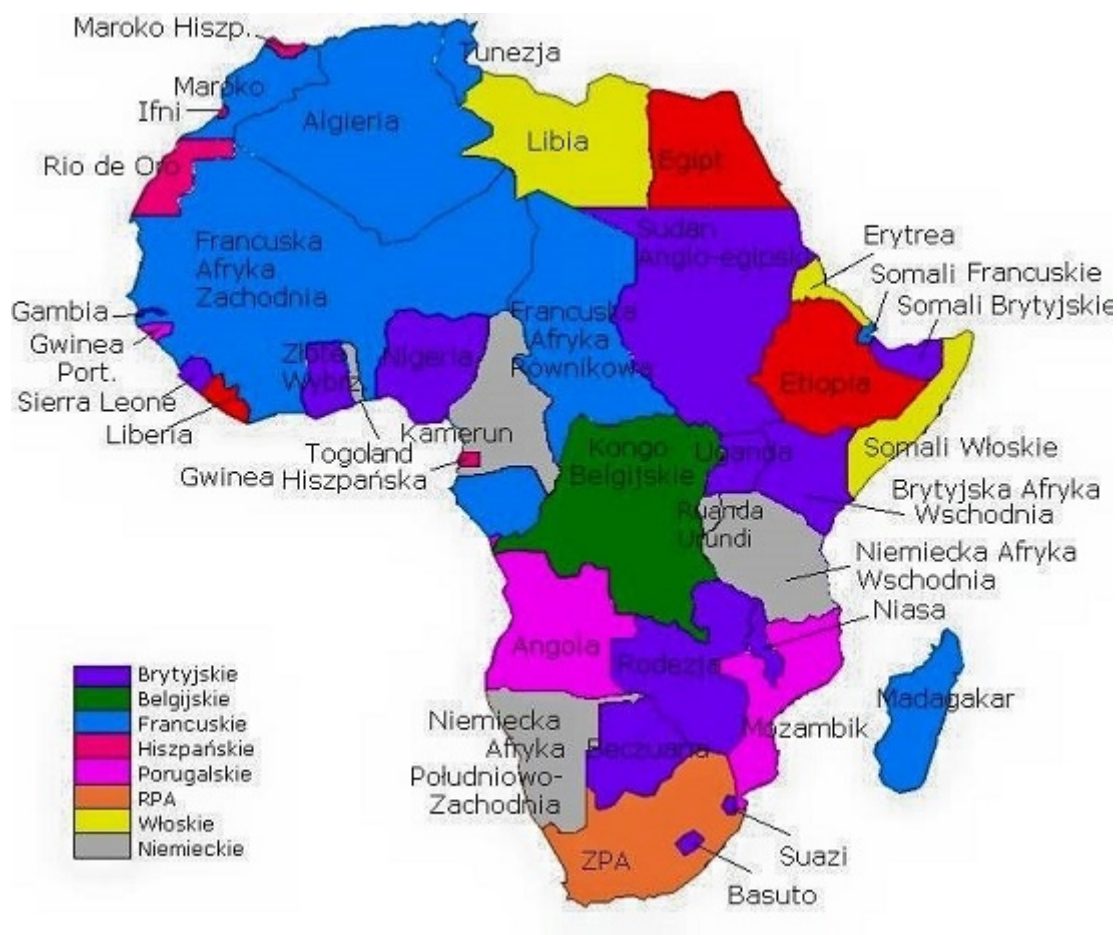 Maroko Hiszp.
Tunezja
Maroko
Ifni
Algieria
Libia
Egipt
Rio de Oro
Francuska
Afryka
Zachodnia
Sudan
Anglo-egipski
Erytrea
Somali Francuskie
Somali Brytyjskie
Gambia
Gwinea
Port.
Sierra Leone
Liberia
Złote
Wybrz.
Nigeria
Francuska
Afryka
Rownikowa
Etiopia
Togoland
Kamerun
Gwinea Hiszpańska
Kongo
Belgijskie
Uganda
Somali Włoskie
Brytyjska Afryka
Wschodnia
Ruanda
Urundi
Niemiecka Afryka
Wschodnia
Niasa
Angola
Rodezja
Mozambik
Madagakar
Niemiecka
Afryka
Południowo-
Zachodnia
Beczuana
ZPA
Suazi
Basuto
Brytyjskie
Belgijskie
Francuskie
Hiszpańskie
Porugalskie
RPA
Włoskie
Niemieckie